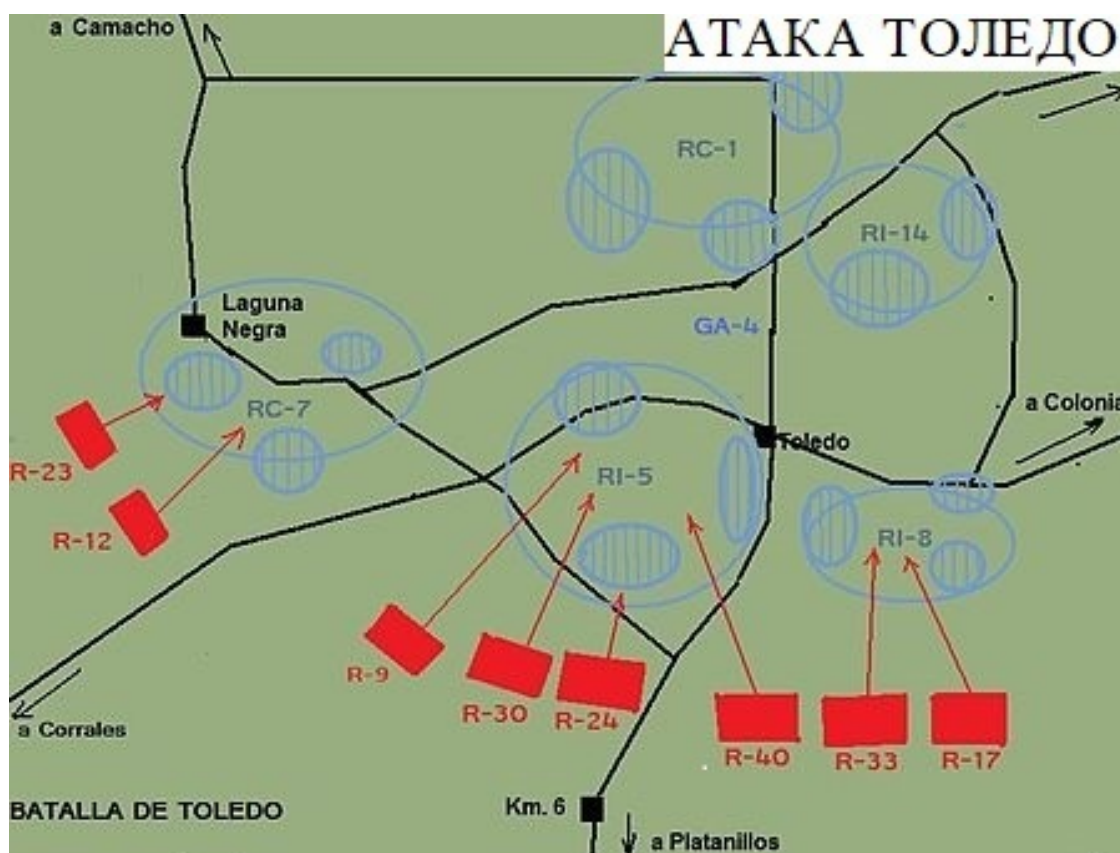 a Camacho
АТАКА ТОЛЕДО
RC-1
RI-14
Laguna
Negra
GA-4
RC-7
a Colonia
Toledo
R-23
RI-5
R-12
RI-8
R-9
R-30
R-24
a Corrales
R-40
R-33
R-17
BATALLA DE TOLEDO
Km. 6
a Platanillos